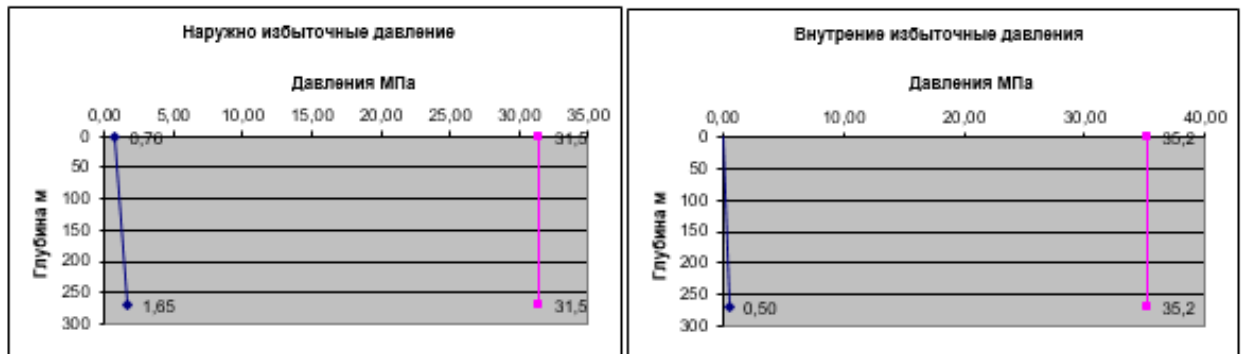 Наружно избыточные давление
Давления МПа
0,00 5,00 10,00 15,00 20,00 25,00 30,00 35,00
0
50
100
150
200
250
300
Глубина м
0,76 31,5
1,65 31,5
Внутрение избыточные давления
Давления МПа
0,00 10,00 20,00 30,00 40,00
0
50
100
150
200
250
300
Глубина м
35,2
0,50 35,2